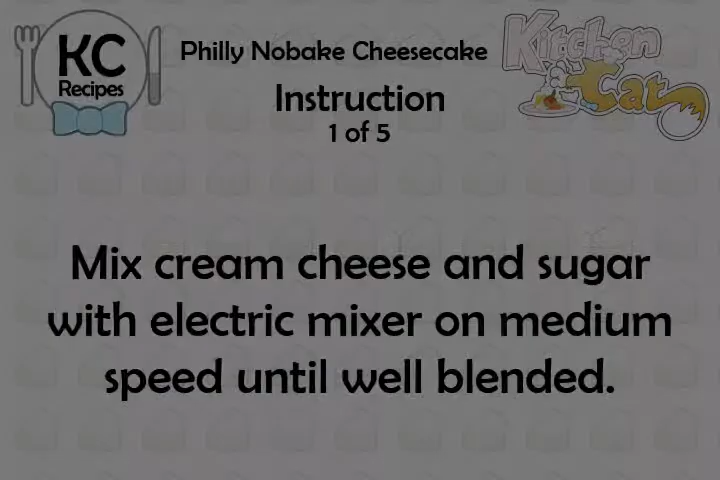 KC
Recipes
Philly Nobake Cheesecake
Instruction
1 of 5
Kitchen
Cat
Mix cream cheese and sugar
with electric mixer on medium
speed until well blended.